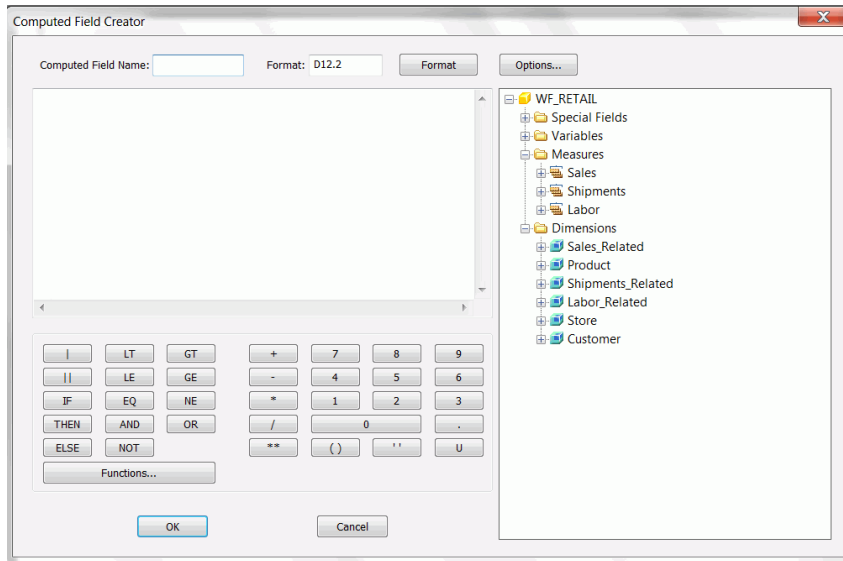 Computed Field Creator
X
Computed Field Name: Format: D12.2 Format Options...
WF_RETAIL
Special Fields
Variables
Measures
Sales
Shipments
Labor
Dimensions
Sales_Related
Product
Shipments_Related
Labor_Related
Store
Customer
| LT GT + 7 8 9
|| LE GE - 4 5 6
IF EQ NE * 1 2 3
THEN AND OR / 0 .
ELSE NOT ** ( ) ' ' U
Functions...
OK Cancel